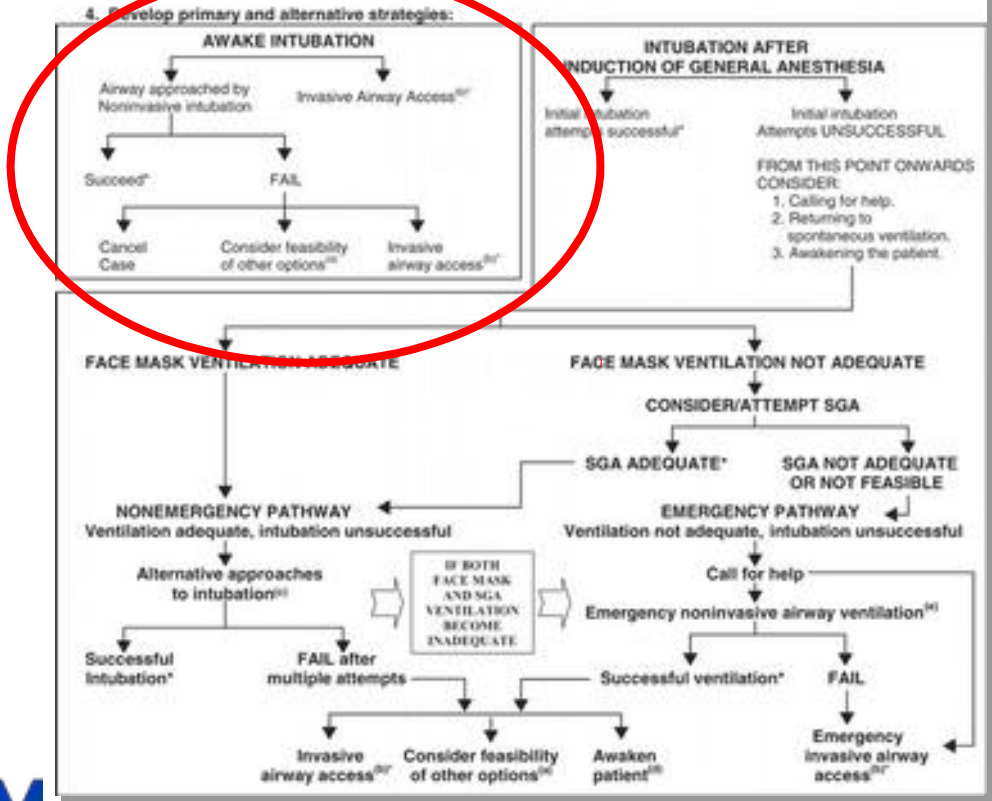 4. Develop primary and alternative strategies:
AWAKE INTUBATION
Airway approached by
Noninvasive intubation
Invasive Airway Access(b)*
Succeed*
FAIL
Cancel
Case
Consider feasibility
of other options(a)
Invasive
airway access(b)*
INTUBATION AFTER
INDUCTION OF GENERAL ANESTHESIA
Initial intubation
attempts successful*
Initial intubation
Attempts UNSUCCESSFUL
FROM THIS POINT ONWARDS
CONSIDER:
1. Calling for help.
2. Returning to
spontaneous ventilation.
3. Awakening the patient.
FACE MASK VENTILATION ADEQUATE
FACE MASK VENTILATION NOT ADEQUATE
CONSIDER/ATTEMPT SGA
SGA ADEQUATE*
SGA NOT ADEQUATE
OR NOT FEASIBLE
NONEMERGENCY PATHWAY
Ventilation adequate, intubation unsuccessful
EMERGENCY PATHWAY
Ventilation not adequate, intubation unsuccessful
Alternative approaches
to intubation(c)
IF BOTH
FACE MASK
AND SGA
VENTILATION
BECOME
INADEQUATE
Call for help
Emergency noninvasive airway ventilation(e)
Successful
Intubation*
FAIL after
multiple attempts
Successful ventilation*
FAIL
Invasive
airway access(b)*
Consider feasibility
of other options(a)
Awaken
patient(d)
Emergency
invasive airway
access(b)*